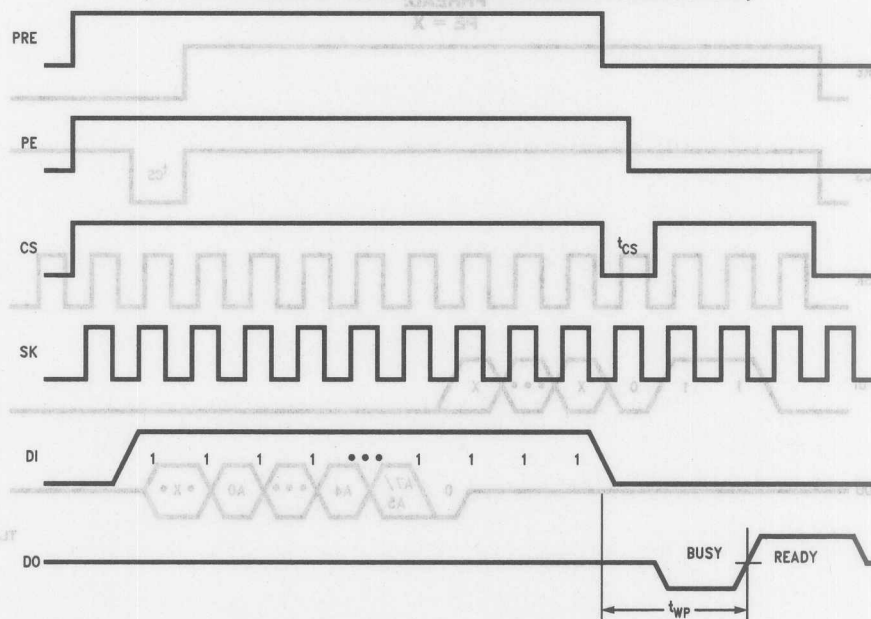 PRE
PE
CS tCS
SK
DI 1 1 1 1 ••• 1 1 1 1
DO BUSY READY
tWP